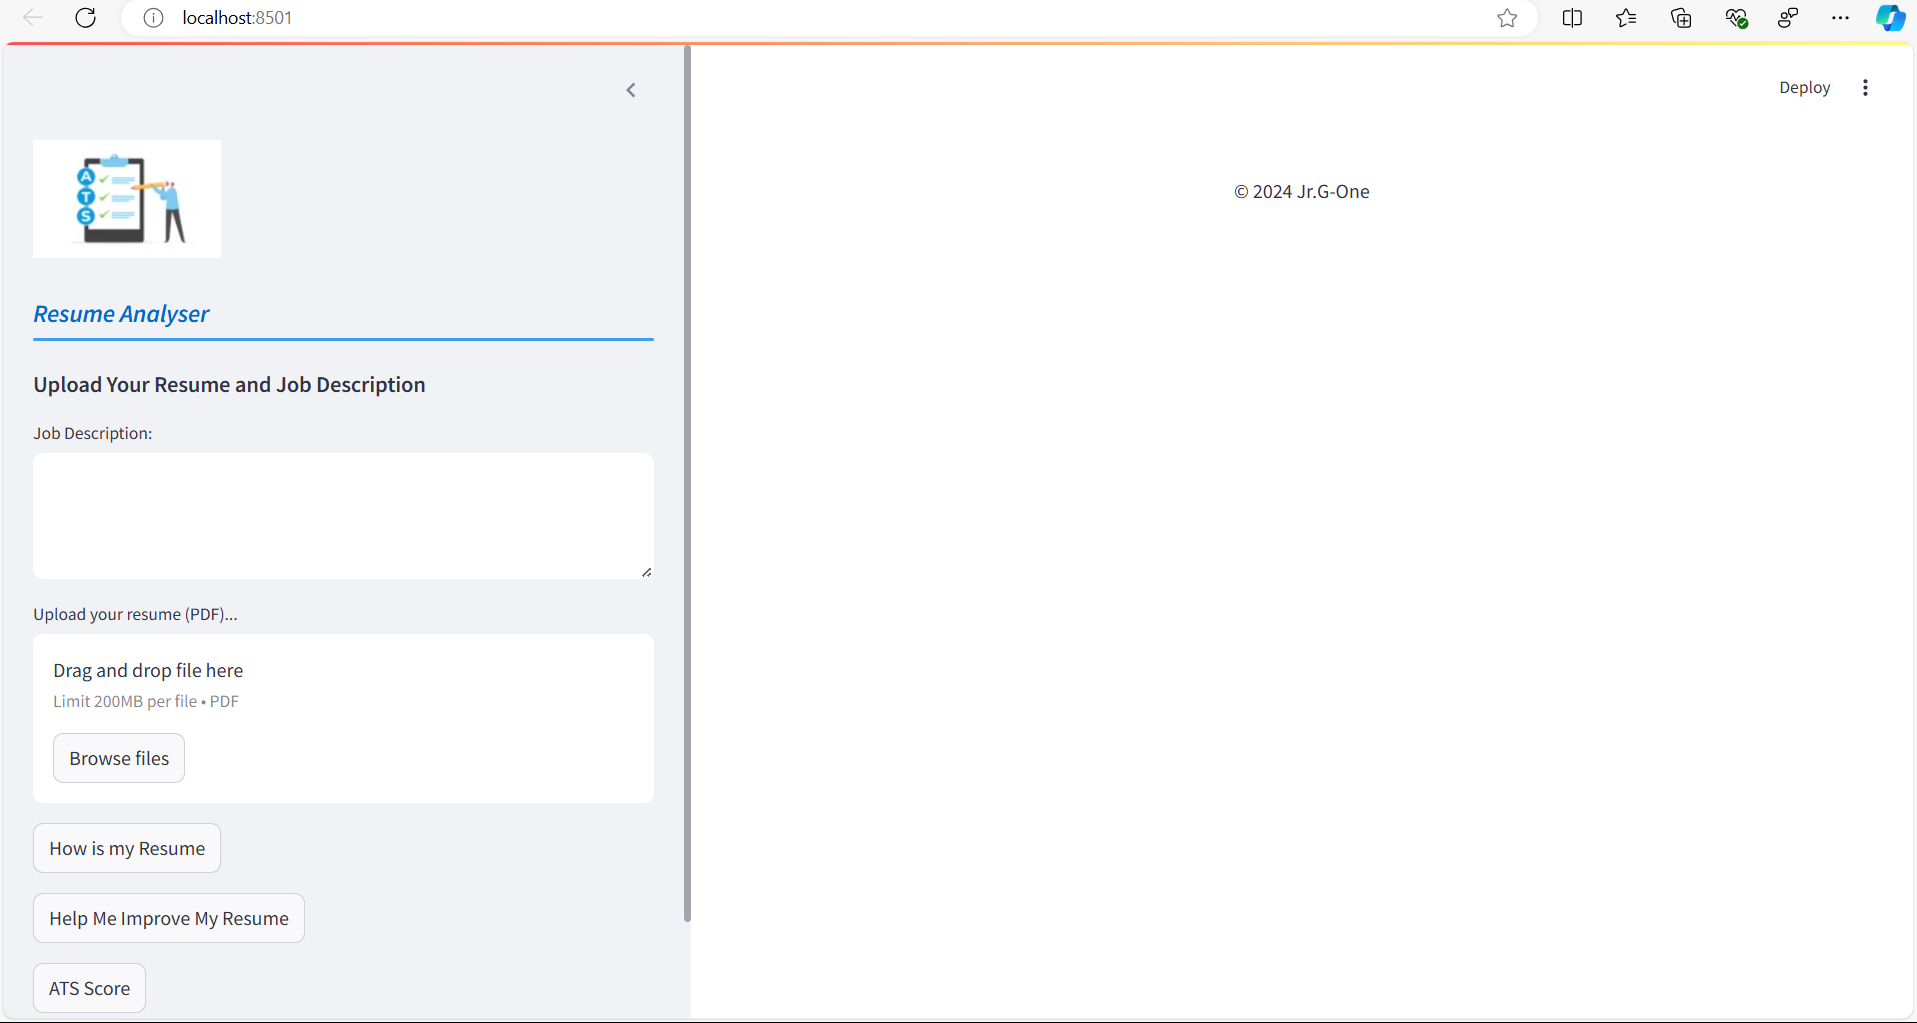 localhost:8501
Deploy
A
T
S
© 2024 Jr.G-One
Resume Analyser
Upload Your Resume and Job Description
Job Description:
Upload your resume (PDF)...
Drag and drop file here
Limit 200MB per file • PDF
Browse files
How is my Resume
Help Me Improve My Resume
ATS Score